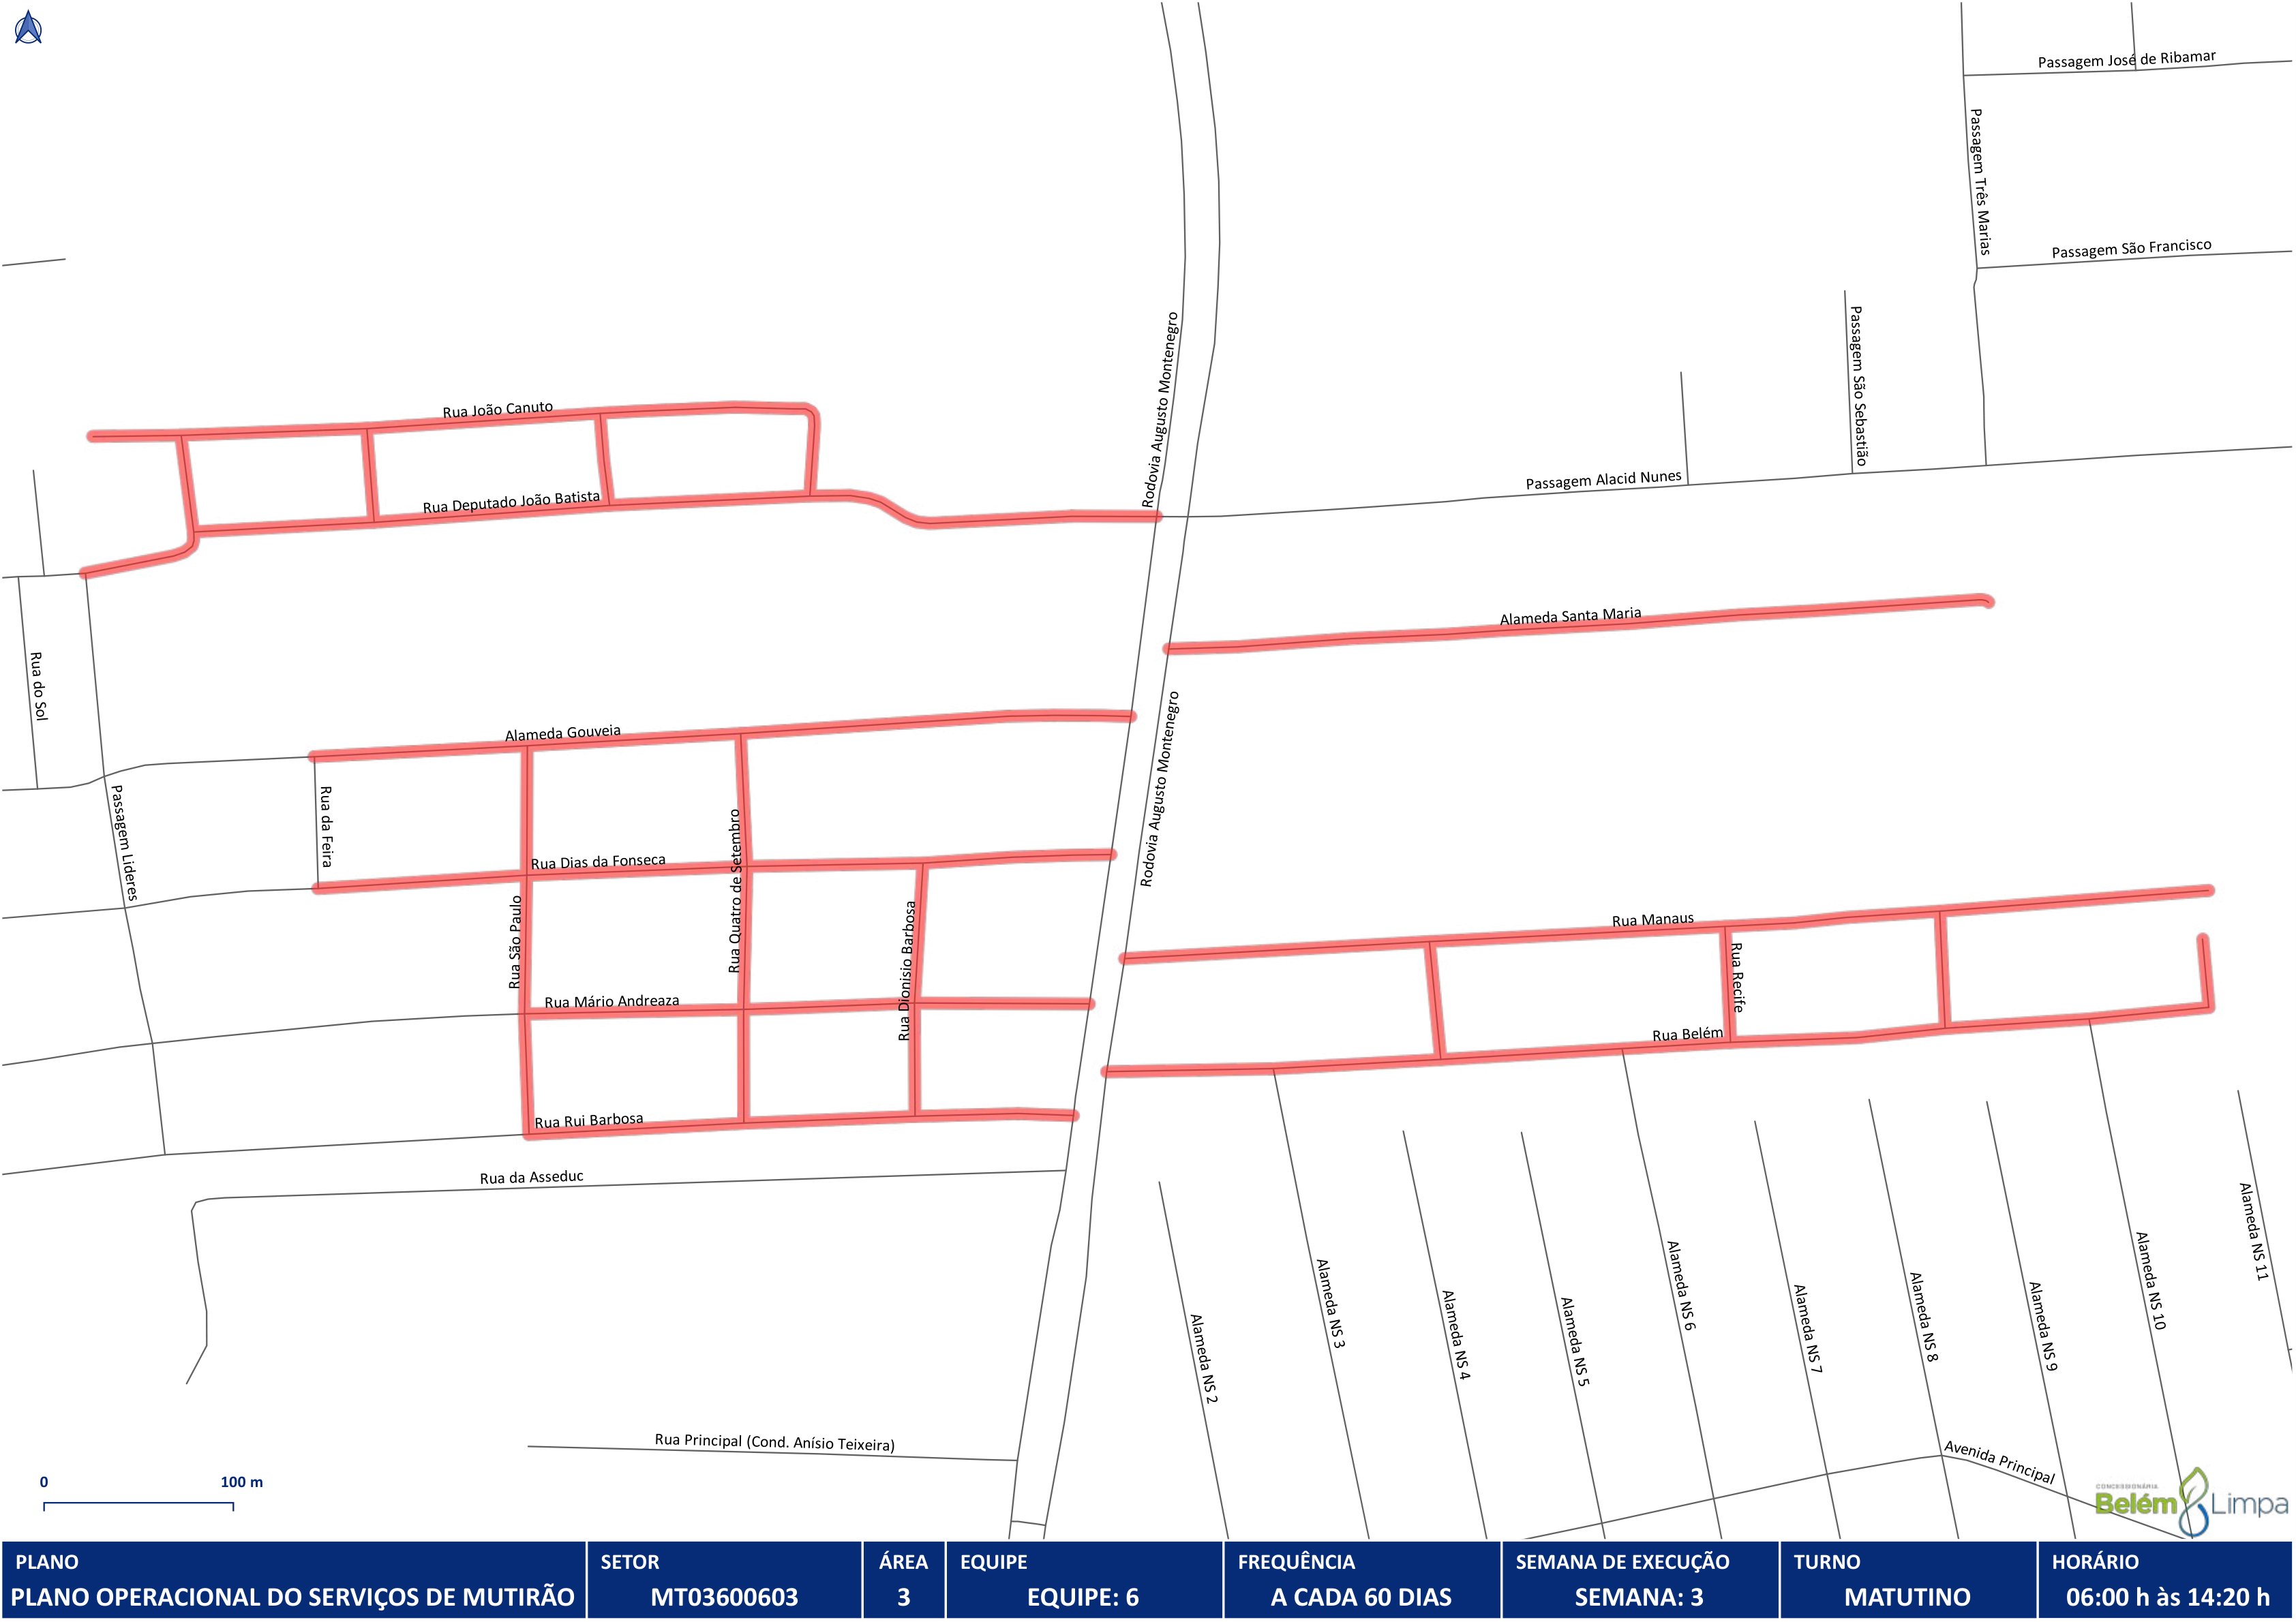 Passagem José de Ribamar
Passagem Três Marias
Passagem São Francisco
Rodovia Augusto Montenegro
Passagem São Sebastião
Rua João Canuto
Rua Deputado João Batista
Passagem Alacid Nunes
Alameda Santa Maria
Rua do Sol
Rodovia Augusto Montenegro
Alameda Gouveia
Passagem Lideres
Rua da Feira
Rua Dias da Fonseca
Rua Quatro de Setembro
Rua São Paulo
Rua Dionisio Barbosa
Rua Manaus
Rua Recife
Rua Mário Andreaza
Rua Belém
Rua Rui Barbosa
Rua da Asseduc
Alameda NS 2
Alameda NS 3
Alameda NS 4
Alameda NS 5
Alameda NS 6
Alameda NS 7
Alameda NS 8
Alameda NS 9
Alameda NS 10
Alameda NS 11
Rua Principal (Cond. Anísio Teixeira)
Avenida Principal
0 100 m
CONCESSIONÁRIA
Belém Limpa
PLANO
PLANO OPERACIONAL DO SERVIÇOS DE MUTIRÃO
SETOR
MT03600603
ÁREA
3
EQUIPE
EQUIPE: 6
FREQUÊNCIA
A CADA 60 DIAS
SEMANA DE EXECUÇÃO
SEMANA: 3
TURNO
MATUTINO
HORÁRIO
06:00 h às 14:20 h